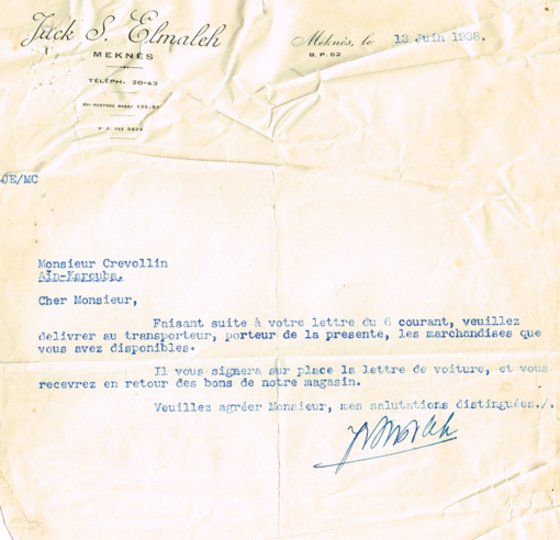 Jack S. Elmaleh
MEKNÈS
TÉLÉPH. 20-43
CH. POSTAUX RABAT
Meknès, le 13 Juin 1938.
B. P. 62
JE/MC
Monsieur Crevollin
Aïn-Karouba.
Cher Monsieur,
Faisant suite à votre lettre du 6 courant, veuillez
delivrer au transporteur, porteur de la presente, les marchandises que
vous avez disponibles.
Il vous signera sur place la lettre de voiture, et vous
recevrez en retour des bons de notre magasin.
Veuillez agréer Monsieur, mes salutations distinguées./.